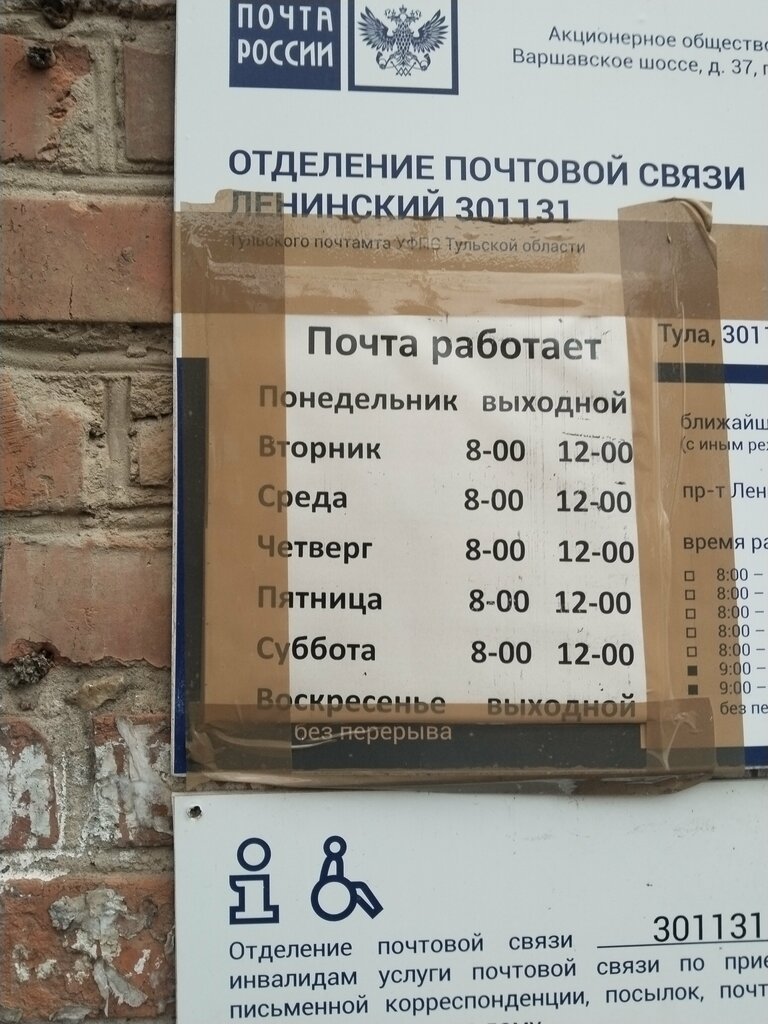 ПОЧТА
РОССИИ
Акционерное общество
Варшавское шоссе, д. 37,
ОТДЕЛЕНИЕ ПОЧТОВОЙ СВЯЗИ
ЛЕНИНСКИЙ 301131
Тульского почтамта УФПС Тульской области
Почта работает
Понедельник выходной
Вторник 8-00 12-00
Среда 8-00 12-00
Четверг 8-00 12-00
Пятница 8-00 12-00
Суббота 8-00 12-00
Воскресенье выходной
без перерыва
Тула, 301
ближайш
(с иным реж
пр-т Лен
время ра
8:00 –
8:00 –
8:00 –
8:00 –
8:00 –
9:00 –
9:00 –
без пе
Отделение почтовой связи 301131
инвалидам услуги почтовой связи по прие
письменной корреспонденции, посылок, почт